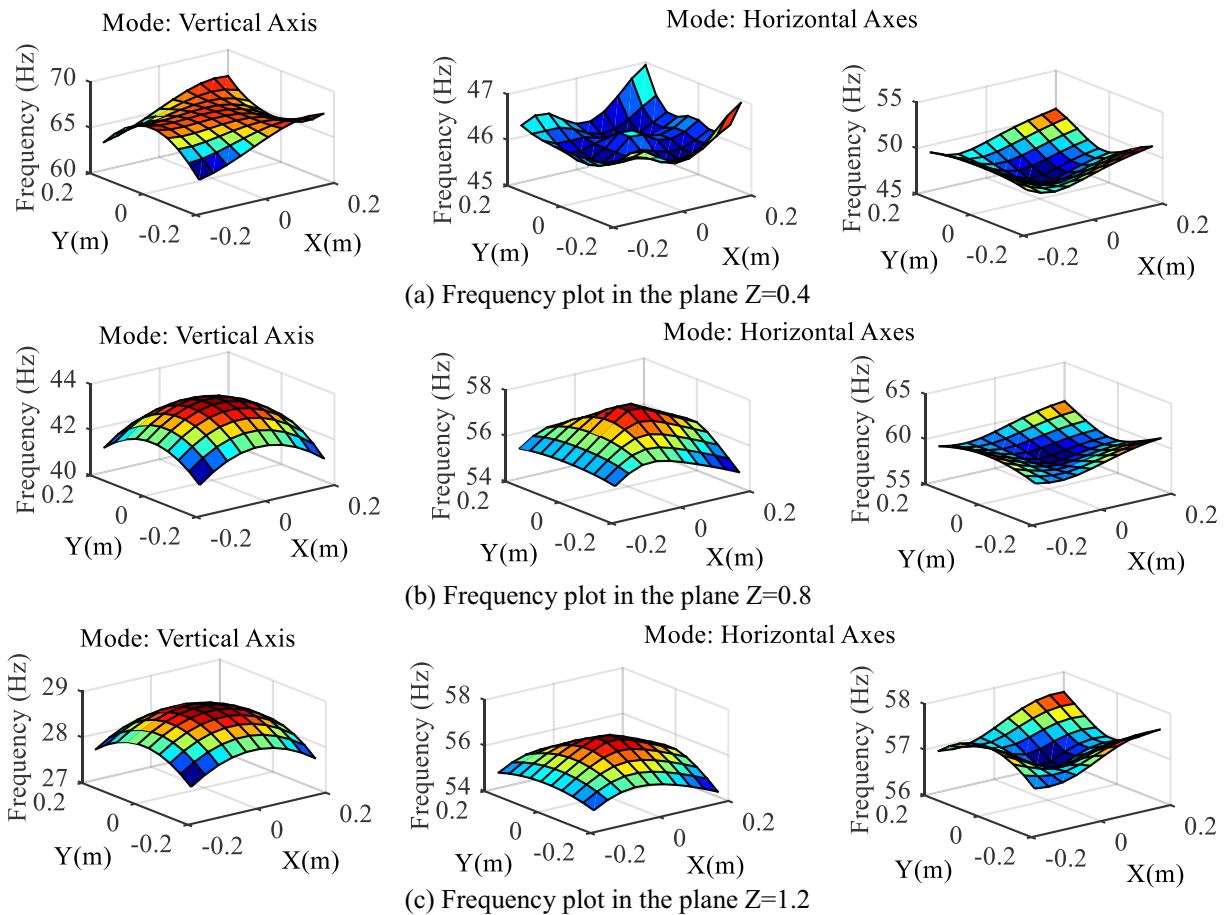 Mode: Vertical Axis
Mode: Horizontal Axes
Frequency (Hz)
70
65
60
0.2
0
-0.2
Y(m)
-0.2
0
0.2
X(m)
Frequency (Hz)
47
46
45
0.2
0
-0.2
Y(m)
-0.2
0
0.2
X(m)
Frequency (Hz)
55
50
45
0.2
0
-0.2
Y(m)
-0.2
0
0.2
X(m)
(a) Frequency plot in the plane Z=0.4
Mode: Vertical Axis
Mode: Horizontal Axes
Frequency (Hz)
44
42
40
0.2
0
-0.2
Y(m)
-0.2
0
0.2
X(m)
Frequency (Hz)
58
56
54
0.2
0
-0.2
Y(m)
-0.2
0
0.2
X(m)
Frequency (Hz)
65
60
55
0.2
0
-0.2
Y(m)
-0.2
0
0.2
X(m)
(b) Frequency plot in the plane Z=0.8
Mode: Vertical Axis
Mode: Horizontal Axes
Frequency (Hz)
29
28
27
0.2
0
-0.2
Y(m)
-0.2
0
0.2
X(m)
Frequency (Hz)
58
56
54
0.2
0
-0.2
Y(m)
-0.2
0
0.2
X(m)
Frequency (Hz)
58
57
56
0.2
0
-0.2
Y(m)
-0.2
0
0.2
X(m)
(c) Frequency plot in the plane Z=1.2